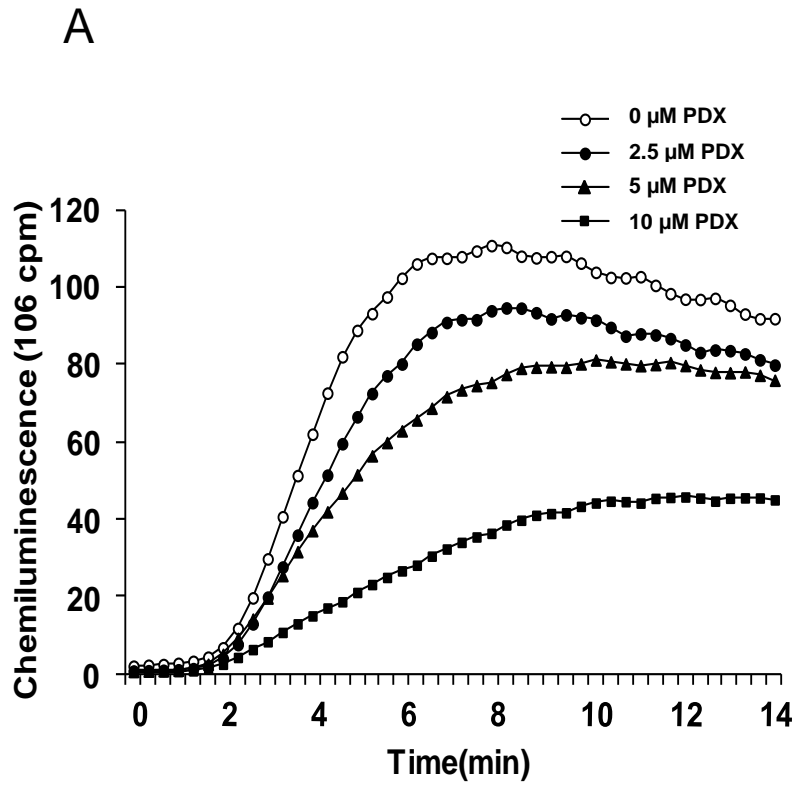 A
0 µM PDX
2.5 µM PDX
5 µM PDX
10 µM PDX
Chemiluminescence (106 cpm)
120
100
80
60
40
20
0
0 2 4 6 8 10 12 14
Time(min)